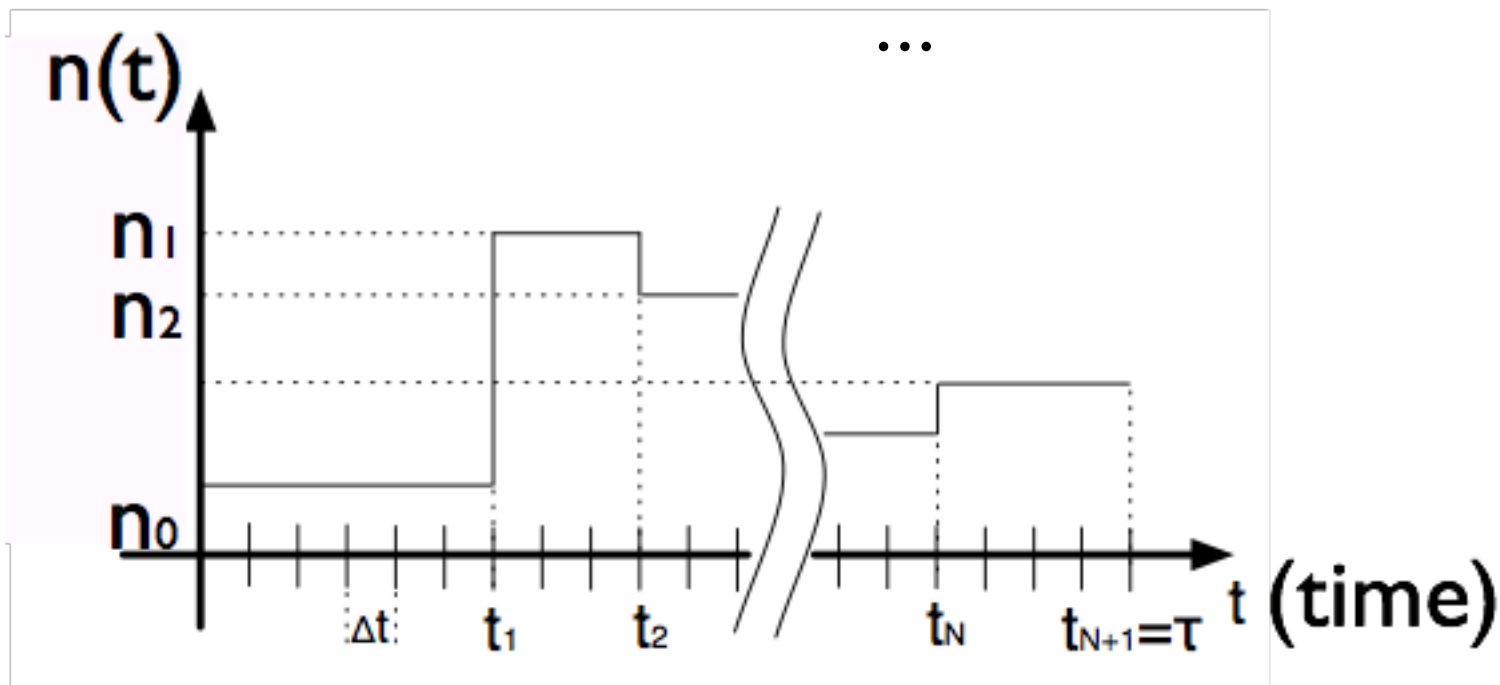 ...
n(t)
n1
n2
n0
Δt
t1
t2
tN
tN+1=τ
t (time)